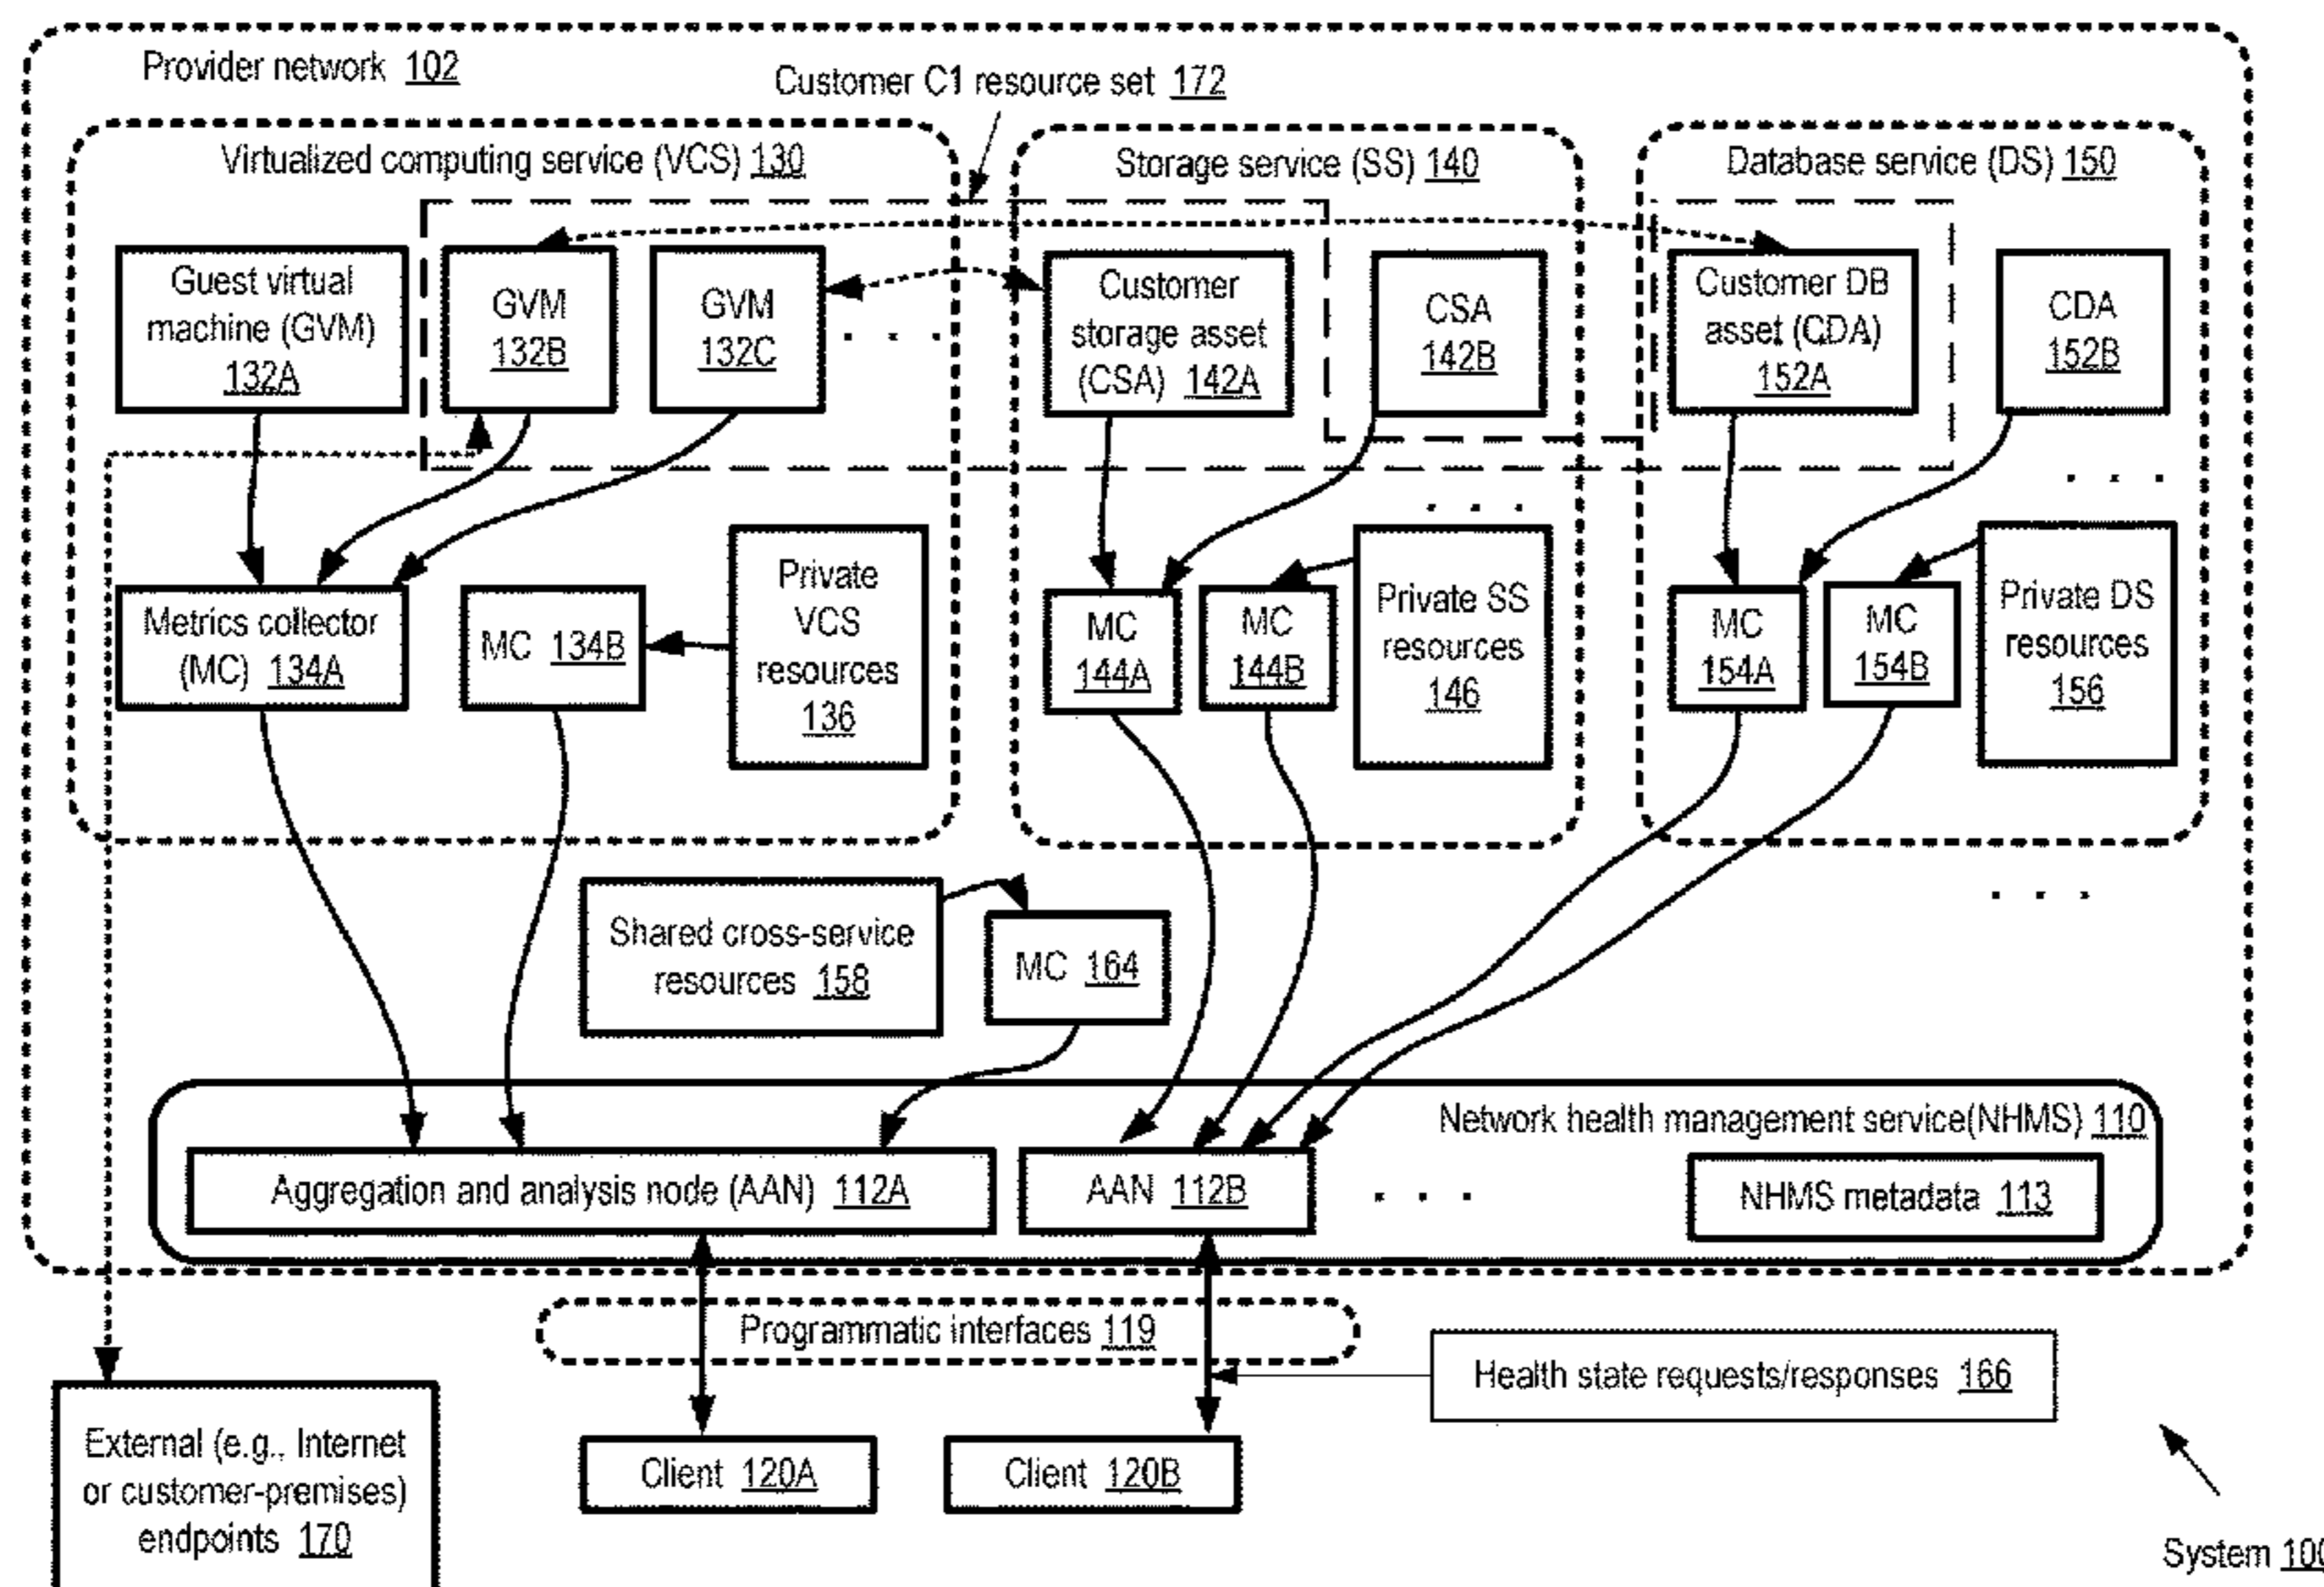 Provider network 102
Customer C1 resource set 172
Virtualized computing service (VCS) 130
Storage service (SS) 140
Database service (DS) 150
Guest virtual
machine (GVM)
132A
GVM
132B
GVM
132C
. . .
Customer
storage asset
(CSA) 142A
CSA
142B
Customer DB
asset (CDA)
152A
CDA
152B
. . .
. . .
Metrics collector
(MC) 134A
MC 134B
Private
VCS
resources
136
MC
144A
MC
144B
Private SS
resources
146
MC
154A
MC
154B
Private DS
resources
156
. . .
Shared cross-service
resources 158
MC 164
Network health management service(NHMS) 110
Aggregation and analysis node (AAN) 112A
AAN 112B
. . .
NHMS metadata 113
Programmatic interfaces 119
Health state requests/responses 166
External (e.g., Internet
or customer-premises)
endpoints 170
Client 120A
Client 120B
System 100